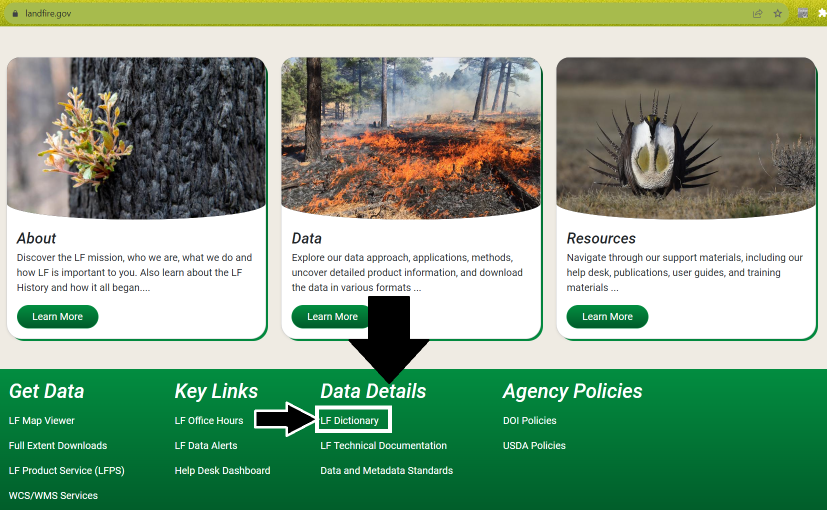 landfire.gov
About
Discover the LF mission, who we are, what we do and
how LF is important to you. Also learn about the LF
History and how it all began....
Learn More
Data
Explore our data approach, applications, methods,
uncover detailed product information, and download
the data in various formats ...
Learn More
Resources
Navigate through our support materials, including our
help desk, publications, user guides, and training
materials ...
Learn More
Get Data
LF Map Viewer
Full Extent Downloads
LF Product Service (LFPS)
WCS/WMS Services
Key Links
LF Office Hours
LF Data Alerts
Help Desk Dashboard
Data Details
LF Dictionary
LF Technical Documentation
Data and Metadata Standards
Agency Policies
DOI Policies
USDA Policies